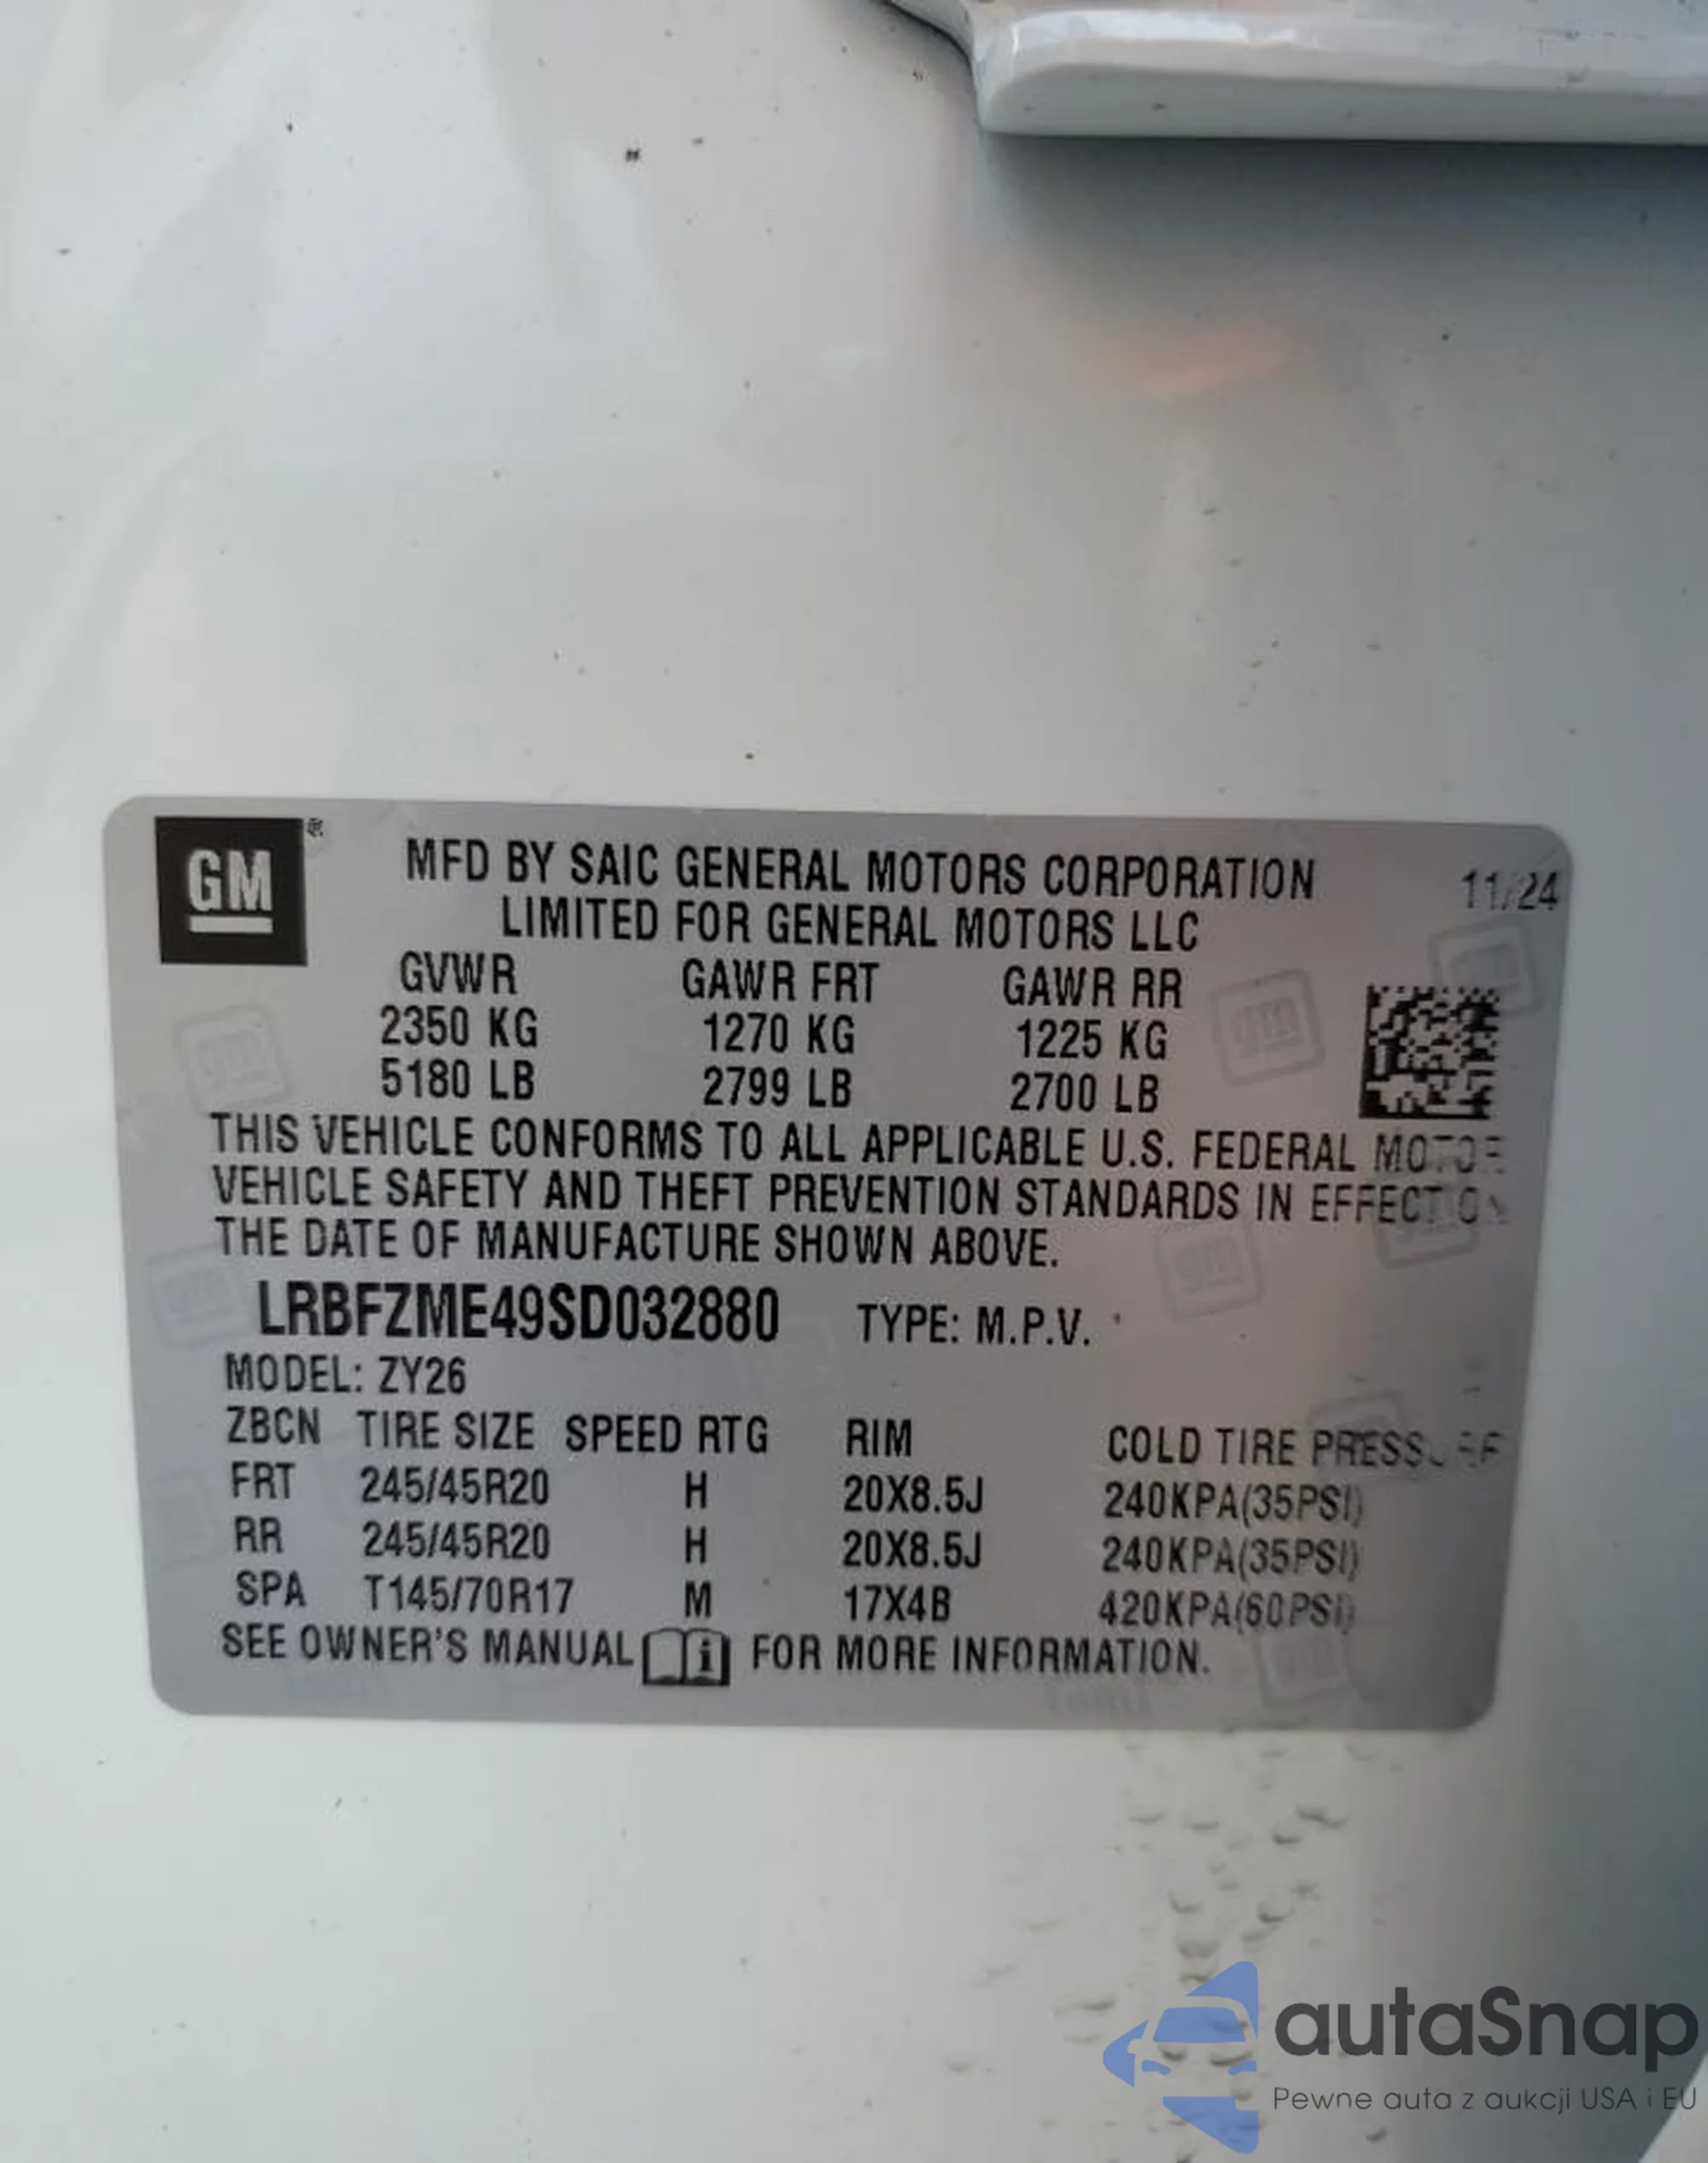 GM
MFD BY SAIC GENERAL MOTORS CORPORATION 11/24
LIMITED FOR GENERAL MOTORS LLC
GVWR GAWR FRT GAWR RR
2350 KG 1270 KG 1225 KG
5180 LB 2799 LB 2700 LB
THIS VEHICLE CONFORMS TO ALL APPLICABLE U.S. FEDERAL MOTOR
VEHICLE SAFETY AND THEFT PREVENTION STANDARDS IN EFFECT ON
THE DATE OF MANUFACTURE SHOWN ABOVE.
LRBFZME49SD032880 TYPE: M.P.V.
MODEL: ZY26
ZBCN TIRE SIZE SPEED RTG RIM COLD TIRE PRESSURE
FRT 245/45R20 H 20X8.5J 240KPA(35PSI)
RR 245/45R20 H 20X8.5J 240KPA(35PSI)
SPA T145/70R17 M 17X4B 420KPA(60PSI)
SEE OWNER'S MANUAL i FOR MORE INFORMATION.
autaSnap
Pewne auta z aukcji USA i EU